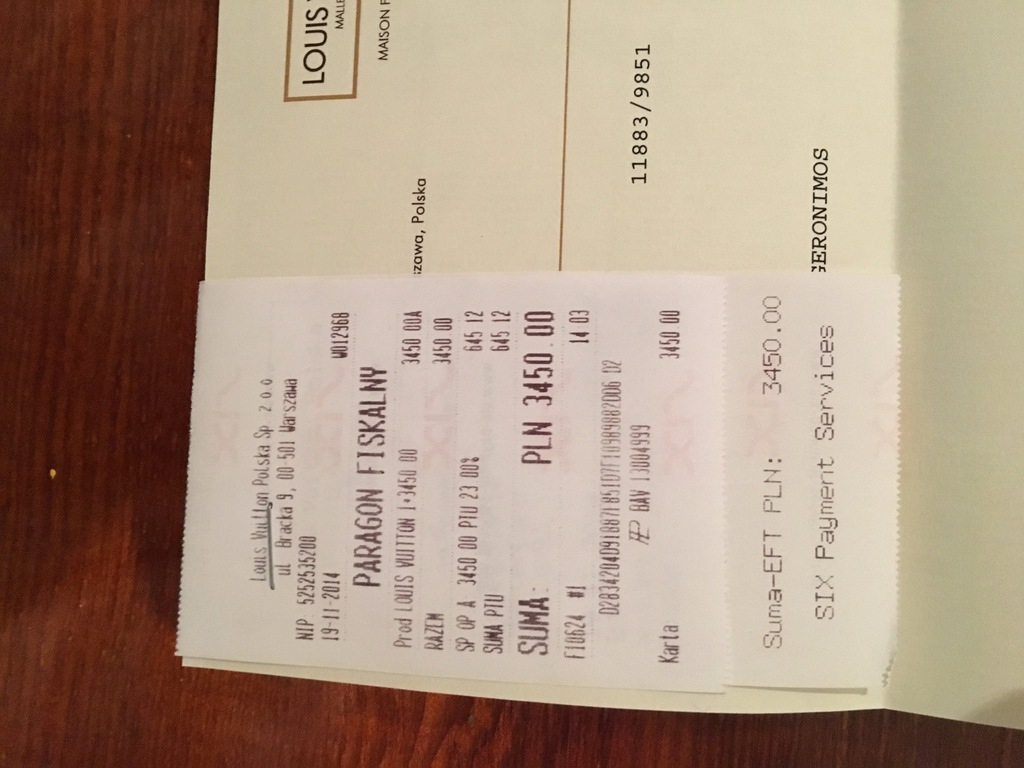 LOUIS
MALLE
MAISON F
zawa, Polska
11883/9851
GERONIMOS
Louis Vuitton Polska Sp. z o.o.
ul Bracka 9, 00-501 Warszawa
NIP 5252535200
19-11-2014 W012968
PARAGON FISKALNY
Prod LOUIS VUITTON 1*3450 00 3450 00A
RAZEM 3450 00
SP OP A 3450 00 PTU 23 00% 645 12
SUMA PTU 645 12
SUMA: PLN 3450.00
F10624 #1 14 03
BAV 13004999
Karta 3450 00
Suma-EFT PLN: 3450.00
SIX Payment Services